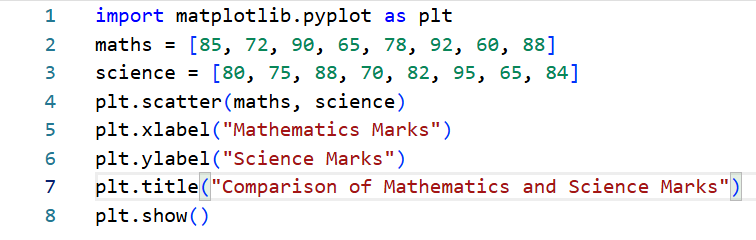 1 import matplotlib.pyplot as plt
2 maths = [85, 72, 90, 65, 78, 92, 60, 88]
3 science = [80, 75, 88, 70, 82, 95, 65, 84]
4 plt.scatter(maths, science)
5 plt.xlabel("Mathematics Marks")
6 plt.ylabel("Science Marks")
7 plt.title("Comparison of Mathematics and Science Marks")
8 plt.show()